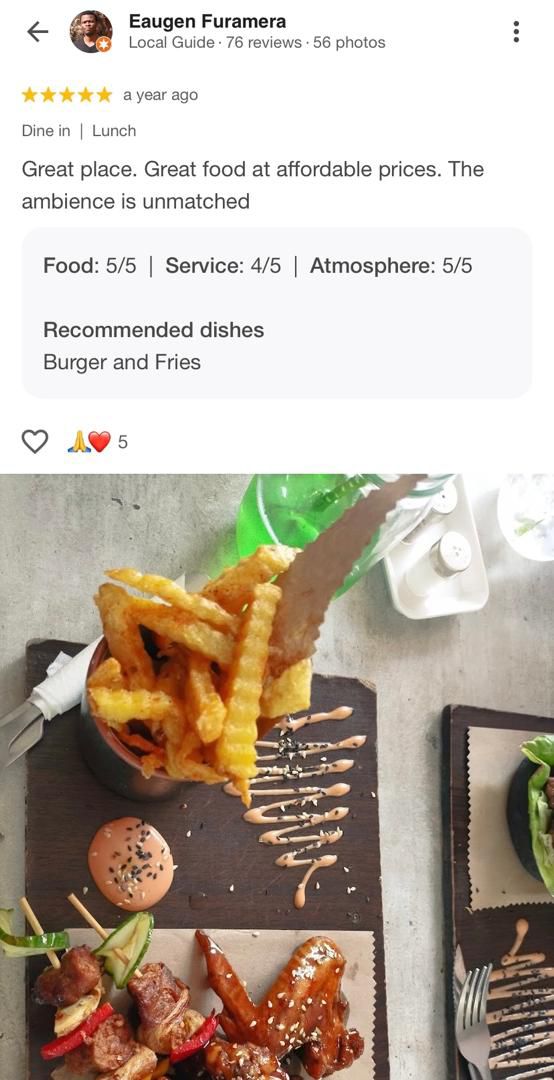 Eaugen Furamera
Local Guide · 76 reviews · 56 photos
a year ago
Dine in | Lunch
Great place. Great food at affordable prices. The
ambience is unmatched
Food: 5/5 | Service: 4/5 | Atmosphere: 5/5
Recommended dishes
Burger and Fries
5